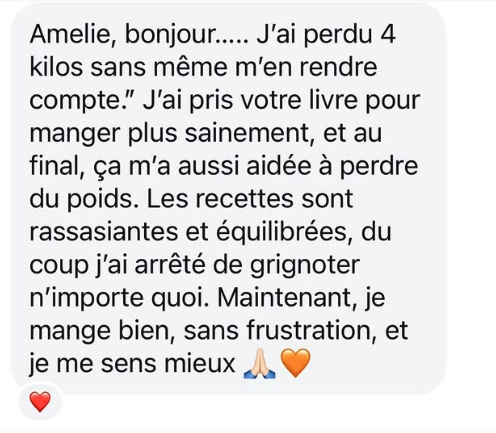 Amelie, bonjour..... J’ai perdu 4
kilos sans même m’en rendre
compte.” J’ai pris votre livre pour
manger plus sainement, et au
final, ça m’a aussi aidée à perdre
du poids. Les recettes sont
rassasiantes et équilibrées, du
coup j’ai arrêté de grignoter
n’importe quoi. Maintenant, je
mange bien, sans frustration, et
je me sens mieux 🙏🏻🧡
❤️